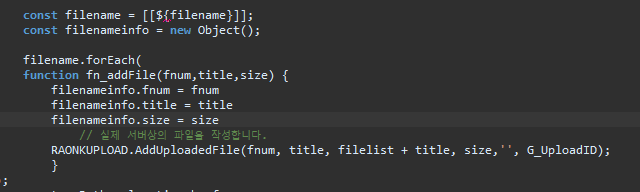 const filename = [[${filename}]];
const filenameinfo = new Object();
filename.forEach(
function fn_addFile(fnum,title,size) {
filenameinfo.fnum = fnum
filenameinfo.title = title
filenameinfo.size = size
// 실제 서버상의 파일을 작성합니다.
RAONKUPLOAD.AddUploadedFile(fnum, title, filelist + title, size,'', G_UploadID);
}
);